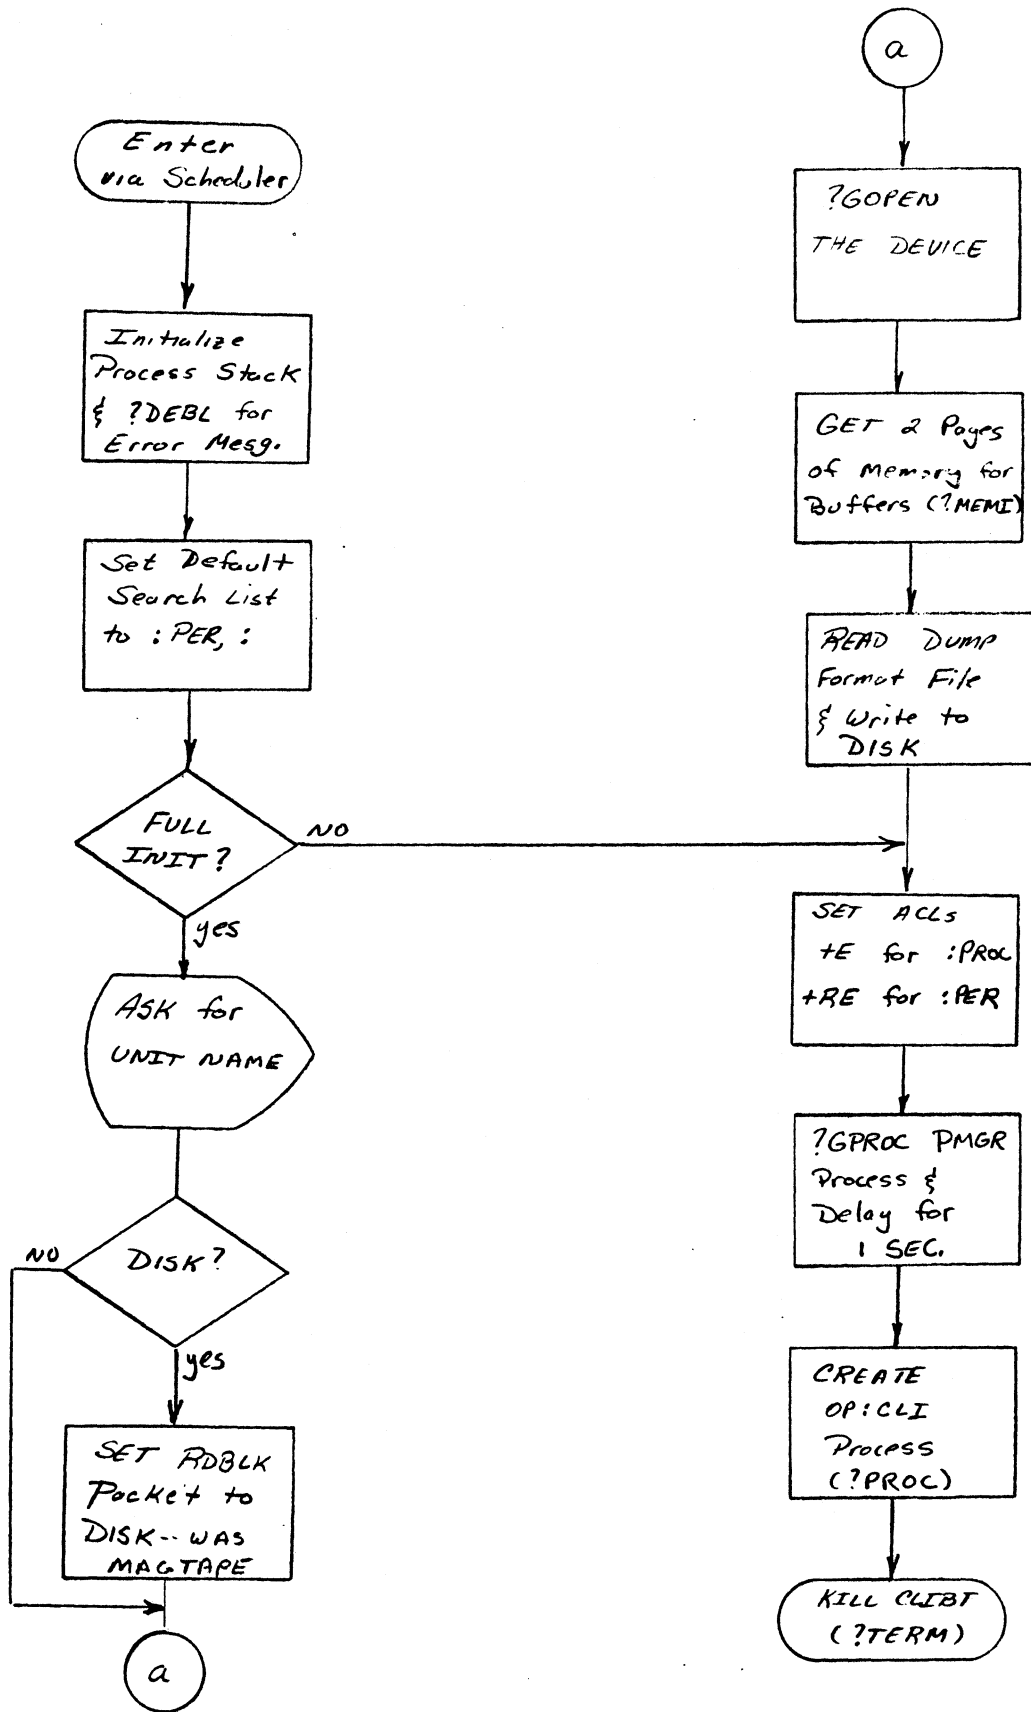 Enter
via Scheduler
Initialize
Process Stack
& ?DEBL for
Error Mesg.
Set Default
Search List
to :PER, :
FULL
INIT?
NO
yes
ASK for
UNIT NAME
DISK?
NO
yes
SET RDBLK
Packet to
DISK--WAS
MAGTAPE
a
a
?GOPEN
THE DEVICE
GET 2 Pages
of Memory for
Buffers (?MEMI)
READ DUMP
Format File
& Write to
DISK
SET ACLs
+E for :PROC
+RE for :PER
?GPROC PMGR
Process &
Delay for
1 SEC.
CREATE
OP:CLI
Process
(?PROC)
KILL CLIBT
(?TERM)